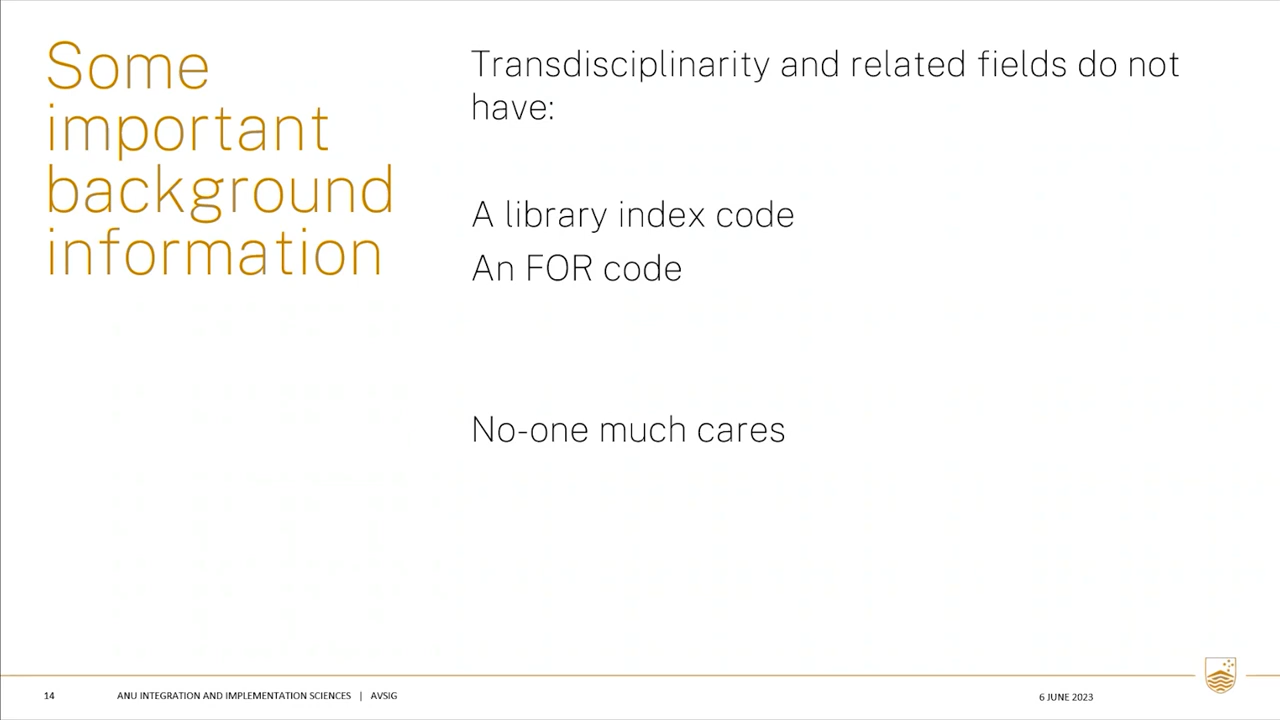 Some
important
background
information
Transdisciplinarity and related fields do not
have:
A library index code
An FOR code
No-one much cares
14 ANU INTEGRATION AND IMPLEMENTATION SCIENCES | AVSIG 6 JUNE 2023